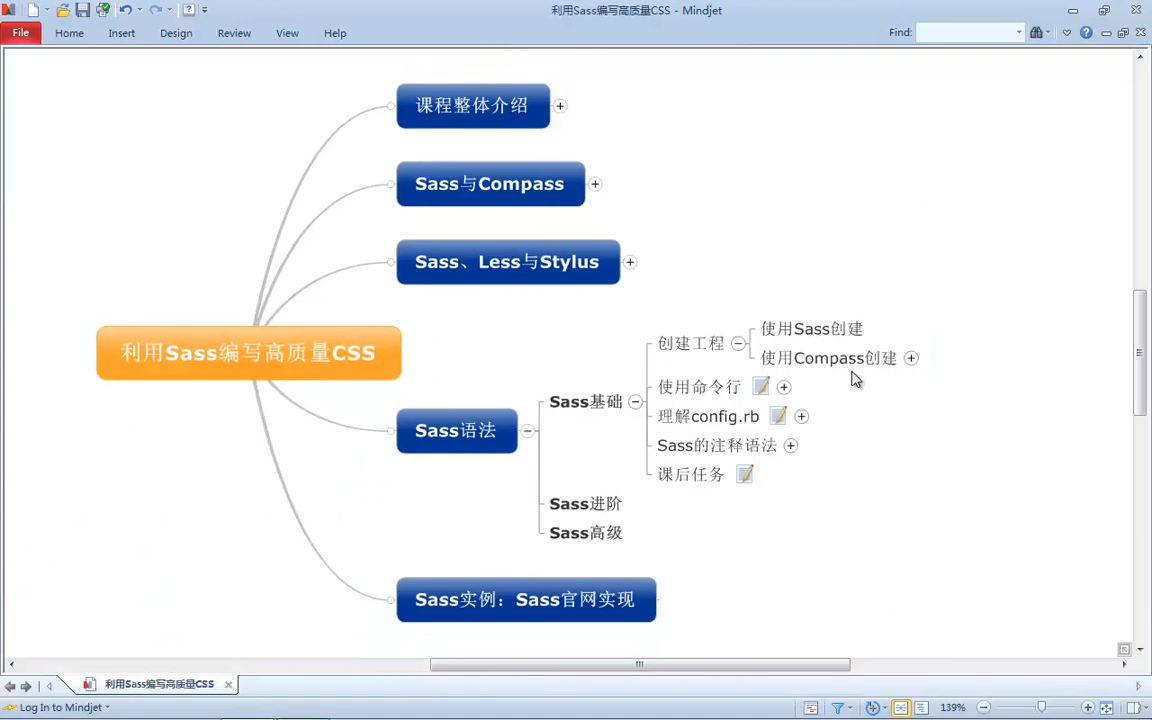 利用Sass编写高质量CSS - Mindjet
File Home Insert Design Review View Help Find:
课程整体介绍
Sass与Compass
Sass、Less与Stylus
利用Sass编写高质量CSS
Sass语法
Sass基础
创建工程
使用Sass创建
使用Compass创建
使用命令行
理解config.rb
Sass的注释语法
课后任务
Sass进阶
Sass高级
Sass实例：Sass官网实现
利用Sass编写高质量CSS
Log In to Mindjet 139%